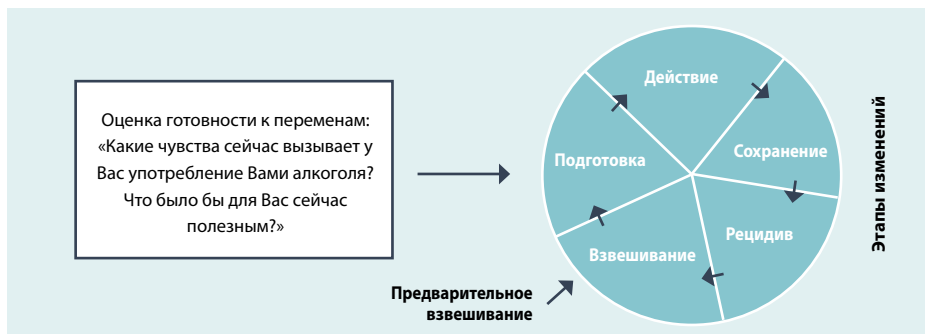 Оценка готовности к переменам:
«Какие чувства сейчас вызывает у
Вас употребление Вами алкоголя?
Что было бы для Вас сейчас
полезным?»
Действие
Сохранение
Подготовка
Рецидив
Взвешивание
Предварительное
взвешивание
Этапы изменений